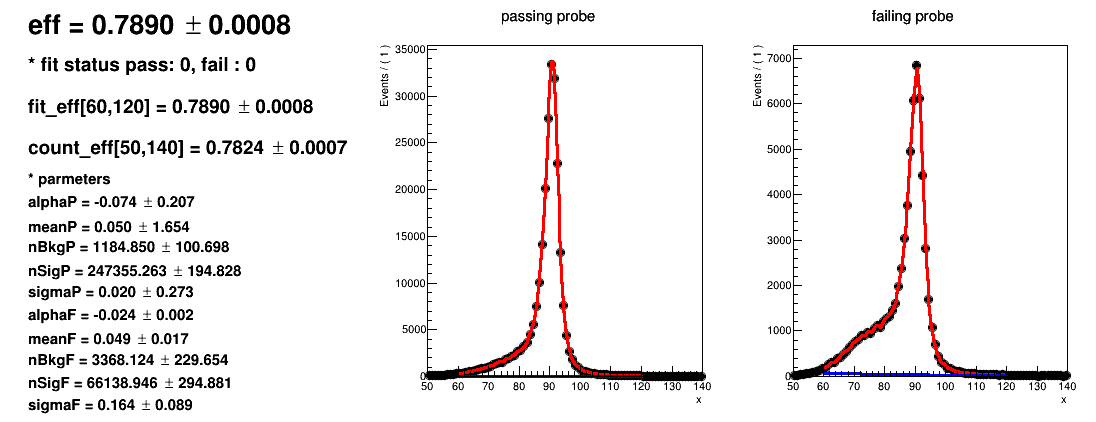 eff = 0.7890 ± 0.0008
* fit status pass: 0, fail : 0
fit_eff[60,120] = 0.7890 ± 0.0008
count_eff[50,140] = 0.7824 ± 0.0007
* parmeters
alphaP = -0.074 ± 0.207
meanP = 0.050 ± 1.654
nBkgP = 1184.850 ± 100.698
nSigP = 247355.263 ± 194.828
sigmaP = 0.020 ± 0.273
alphaF = -0.024 ± 0.002
meanF = 0.049 ± 0.017
nBkgF = 3368.124 ± 229.654
nSigF = 66138.946 ± 294.881
sigmaF = 0.164 ± 0.089
passing probe
Events / ( 1 )
35000
30000
25000
20000
15000
10000
5000
0
50 60 70 80 90 100 110 120 130 140
x
failing probe
Events / ( 1 )
7000
6000
5000
4000
3000
2000
1000
0
50 60 70 80 90 100 110 120 130 140
x